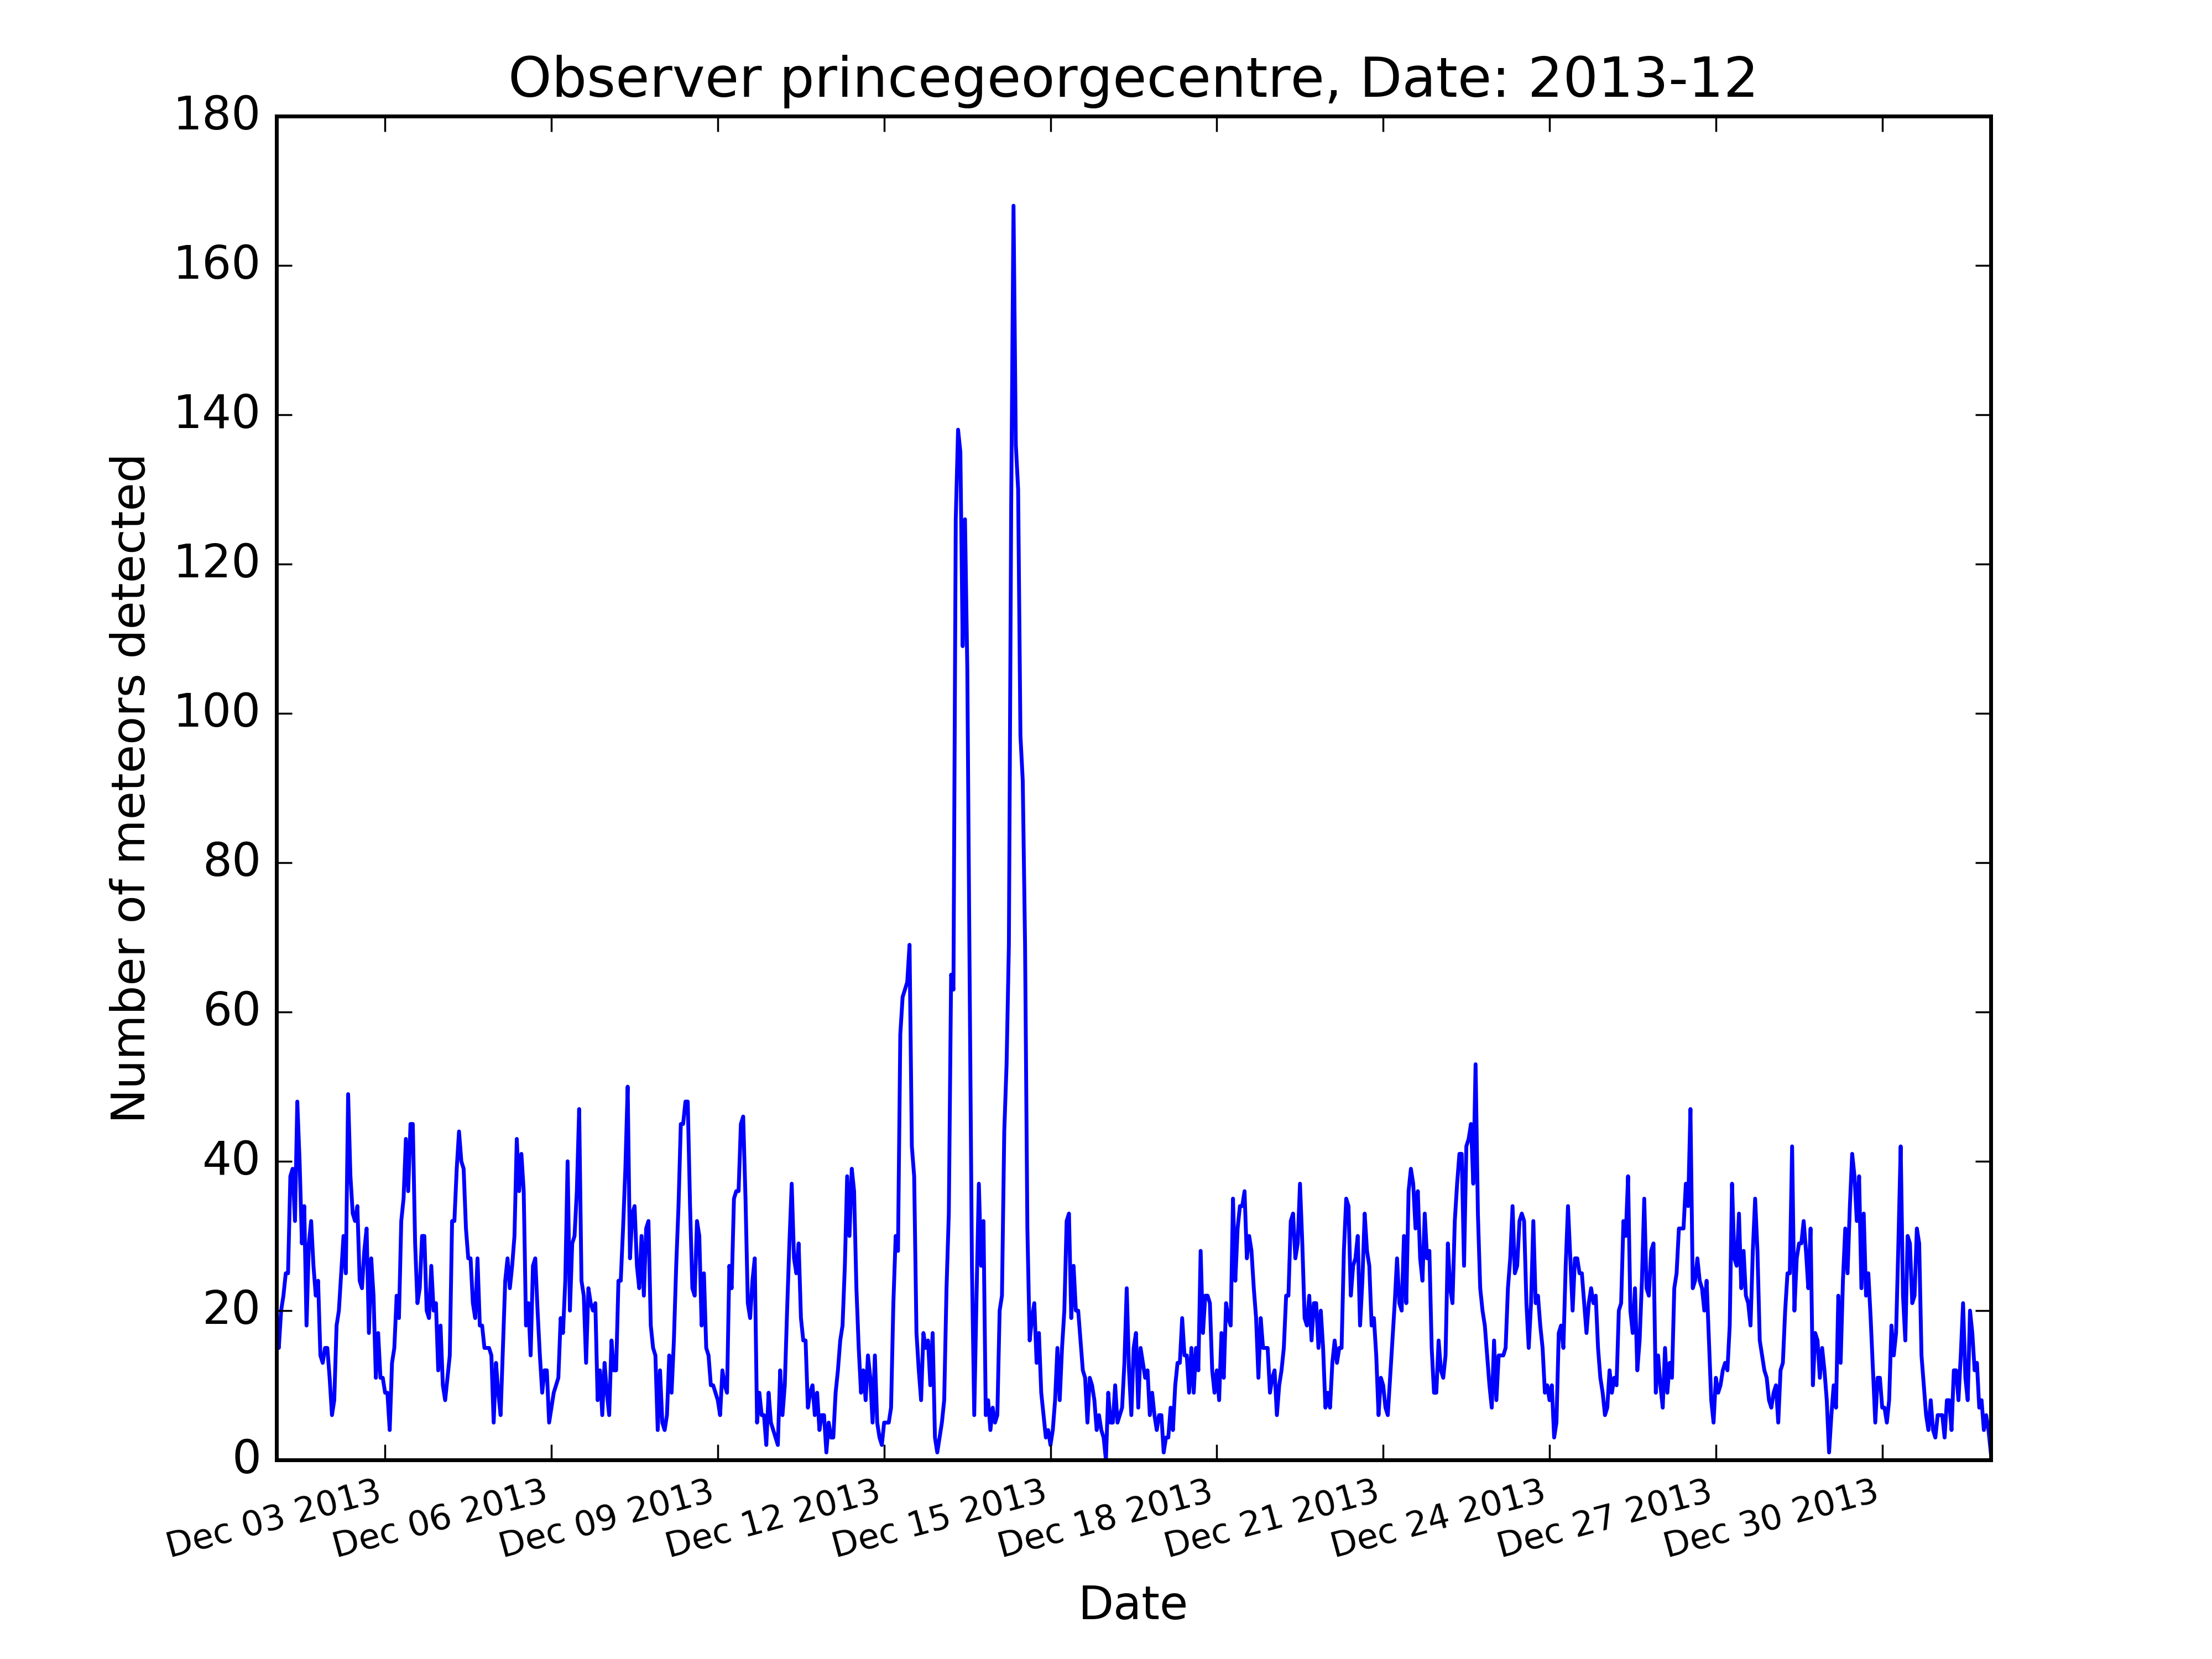 Observer princegeorgecentre, Date: 2013-12
180
160
140
120
100
80
60
40
20
0
Number of meteors detected
Dec 03 2013
Dec 06 2013
Dec 09 2013
Dec 12 2013
Dec 15 2013
Dec 18 2013
Dec 21 2013
Dec 24 2013
Dec 27 2013
Dec 30 2013
Date